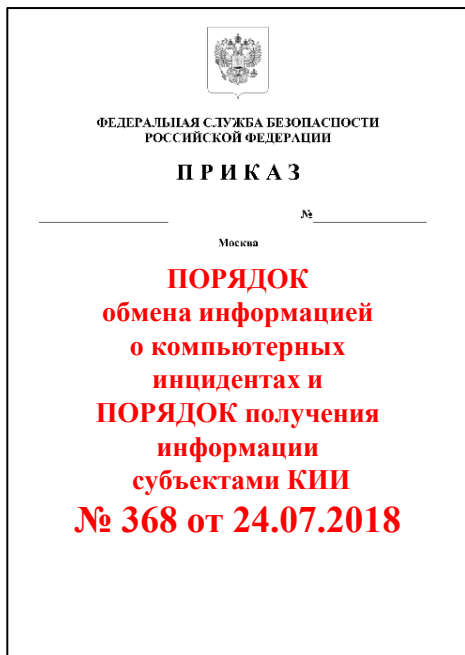 ФЕДЕРАЛЬНАЯ СЛУЖБА БЕЗОПАСНОСТИ
РОССИЙСКОЙ ФЕДЕРАЦИИ
П Р И К А З
№
Москва
ПОРЯДОК
обмена информацией
о компьютерных
инцидентах и
ПОРЯДОК получения
информации
субъектами КИИ
№ 368 от 24.07.2018